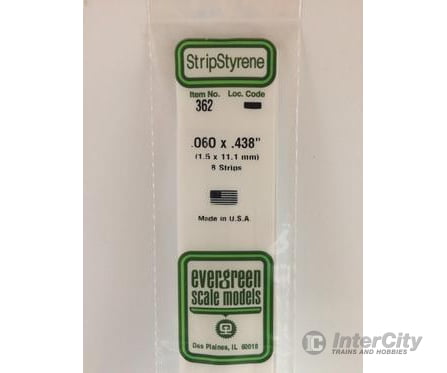 StripStyrene
Item No. Loc. Code
362
.060 x .438"
(1.5 x 11.1 mm)
8 Strips
Made in U.S.A.
evergreen
scale models
Des Plaines, IL 60018
InterCity
TRAINS AND HOBBIES